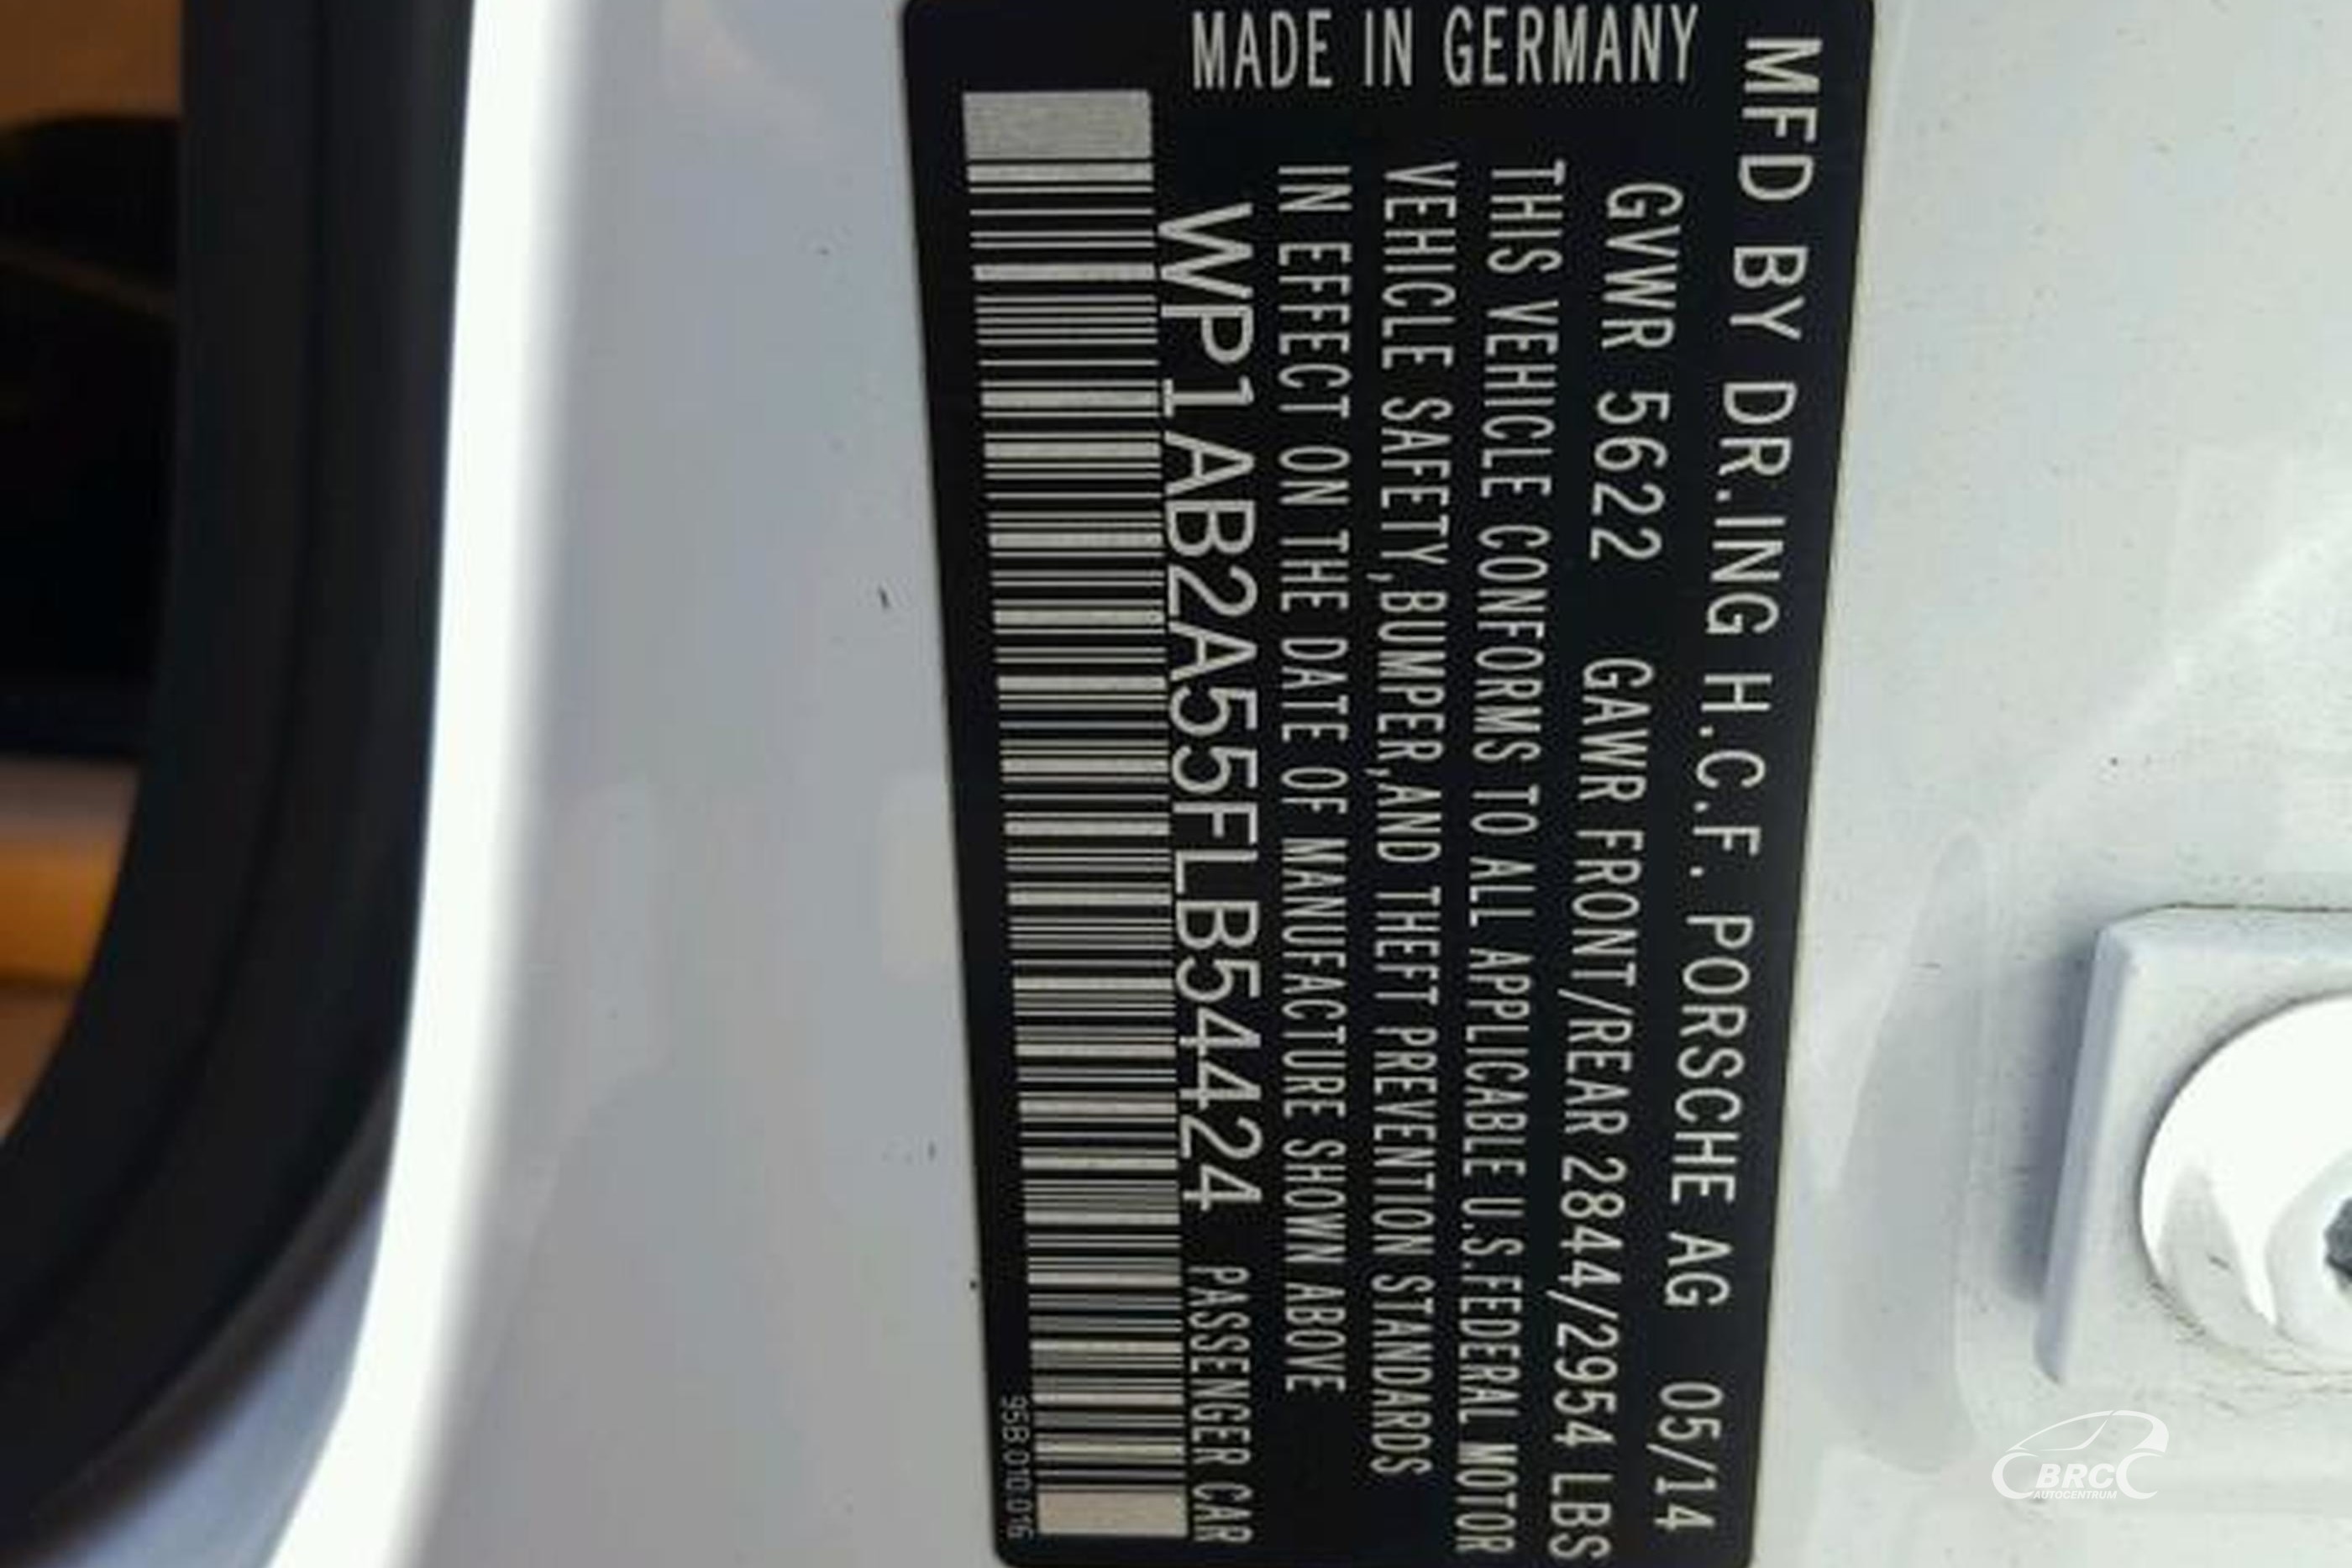 MFD BY DR.ING H.C.F. PORSCHE AG 05/14
GVWR 5622 GAWR FRONT/REAR 2844/2954 LBS
THIS VEHICLE CONFORMS TO ALL APPLICABLE U.S.FEDERAL MOTOR
VEHICLE SAFETY,BUMPER,AND THEFT PREVENTION STANDARDS
IN EFFECT ON THE DATE OF MANUFACTURE SHOWN ABOVE
WP1AB2A55FLB54424 PASSENGER CAR
95B.010.016
MADE IN GERMANY
BRC
AUTOCENTRUM